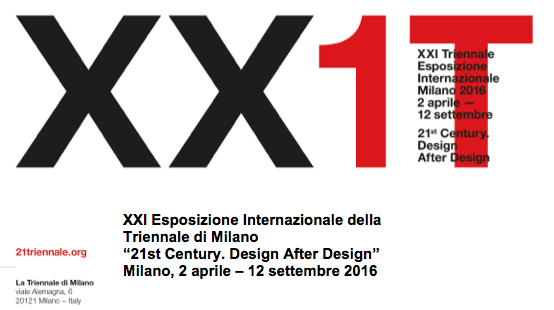 XX1T
XXI Triennale
Esposizione
Internazionale
Milano 2016
2 aprile —
12 settembre
21st Century.
Design
After Design
XXI Esposizione Internazionale della
Triennale di Milano
“21st Century. Design After Design”
Milano, 2 aprile – 12 settembre 2016
21triennale.org
La Triennale di Milano
viale Alemagna, 6
20121 Milano – Italy